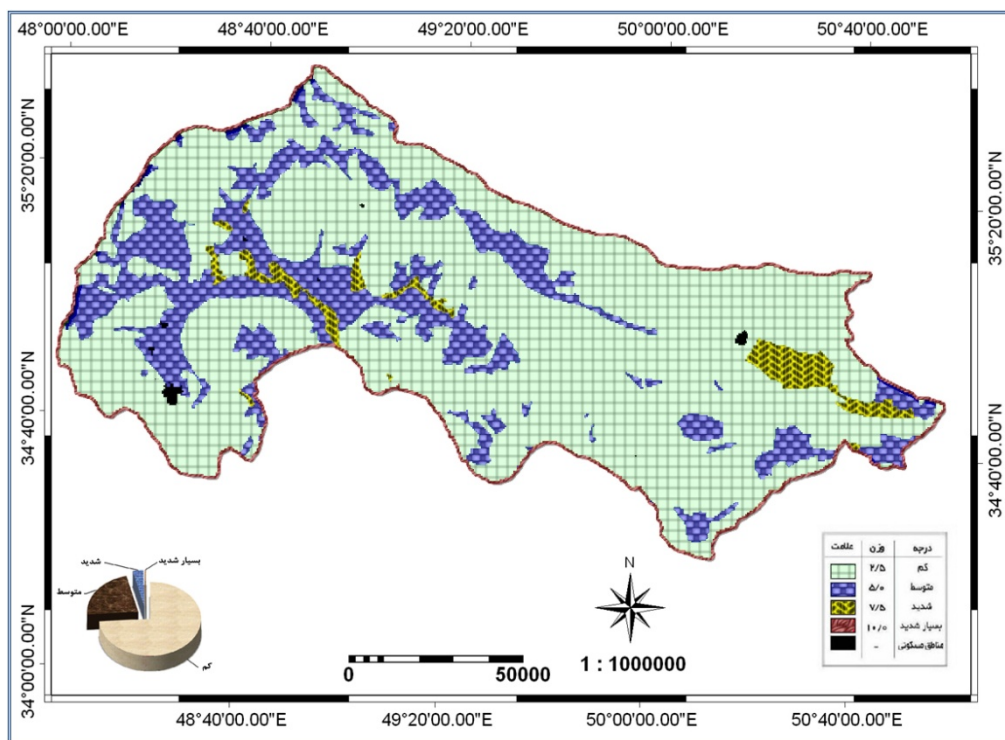 48°00'00.00"E 48°40'00.00"E 49°20'00.00"E 50°00'00.00"E 50°40'00.00"E
35°20'00.00"N
34°40'00.00"N
34°00'00.00"N
35°20'00.00"N
34°40'00.00"N
بسیار شدید
شدید
متوسط
کم
N
0 50000
1 : 1000000
درجه وزن علامت
کم ۲/۵
متوسط ۵/۰
شدید ۷/۵
بسیار شدید ۱۰/۰
مناطق مسکونی -
48°40'00.00"E 49°20'00.00"E 50°00'00.00"E 50°40'00.00"E